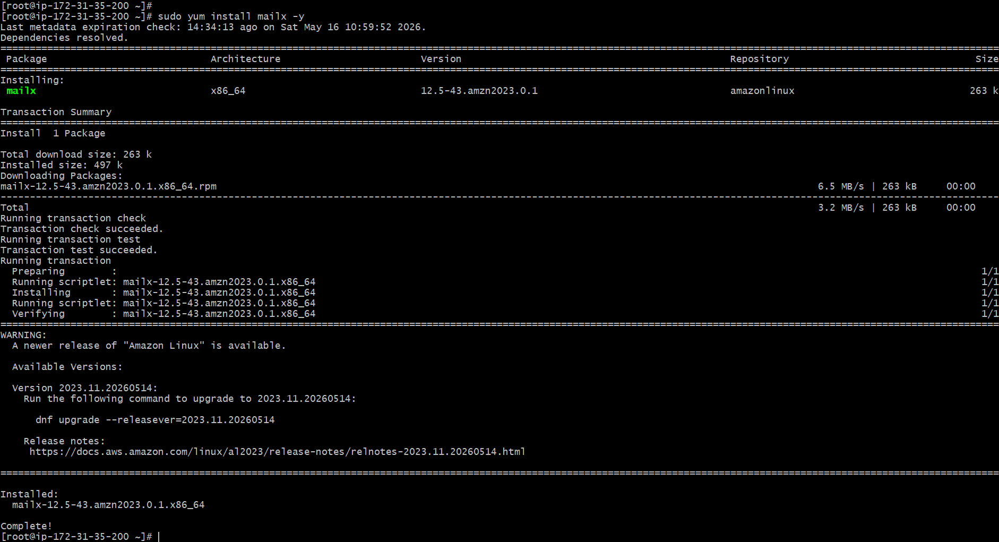 [root@ip-172-31-35-200 ~]#
[root@ip-172-31-35-200 ~]# sudo yum install mailx -y
Last metadata expiration check: 14:34:13 ago on Sat May 16 10:59:52 2026.
Dependencies resolved.
Package Architecture Version Repository Size
Installing:
mailx x86_64 12.5-43.amzn2023.0.1 amazonlinux 263 k
Transaction Summary
Install  1 Package
Total download size: 263 k
Installed size: 497 k
Downloading Packages:
mailx-12.5-43.amzn2023.0.1.x86_64.rpm 6.5 MB/s | 263 kB 00:00
Total 3.2 MB/s | 263 kB 00:00
Running transaction check
Transaction check succeeded.
Running transaction test
Transaction test succeeded.
Running transaction
Preparing : 1/1
Running scriptlet: mailx-12.5-43.amzn2023.0.1.x86_64 1/1
Installing : mailx-12.5-43.amzn2023.0.1.x86_64 1/1
Running scriptlet: mailx-12.5-43.amzn2023.0.1.x86_64 1/1
Verifying : mailx-12.5-43.amzn2023.0.1.x86_64 1/1
WARNING:
A newer release of "Amazon Linux" is available.
Available Versions:
Version 2023.11.20260514:
Run the following command to upgrade to 2023.11.20260514:
dnf upgrade --releasever=2023.11.20260514
Release notes:
https://docs.aws.amazon.com/linux/al2023/release-notes/relnotes-2023.11.20260514.html
Installed:
mailx-12.5-43.amzn2023.0.1.x86_64
Complete!
[root@ip-172-31-35-200 ~]#